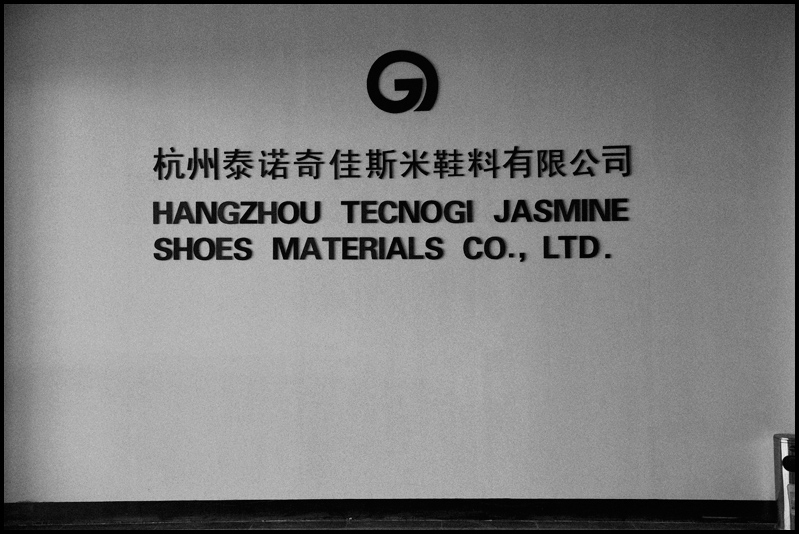 杭州泰诺奇佳斯米鞋料有限公司
HANGZHOU TECNOGI JASMINE
SHOES MATERIALS CO., LTD.